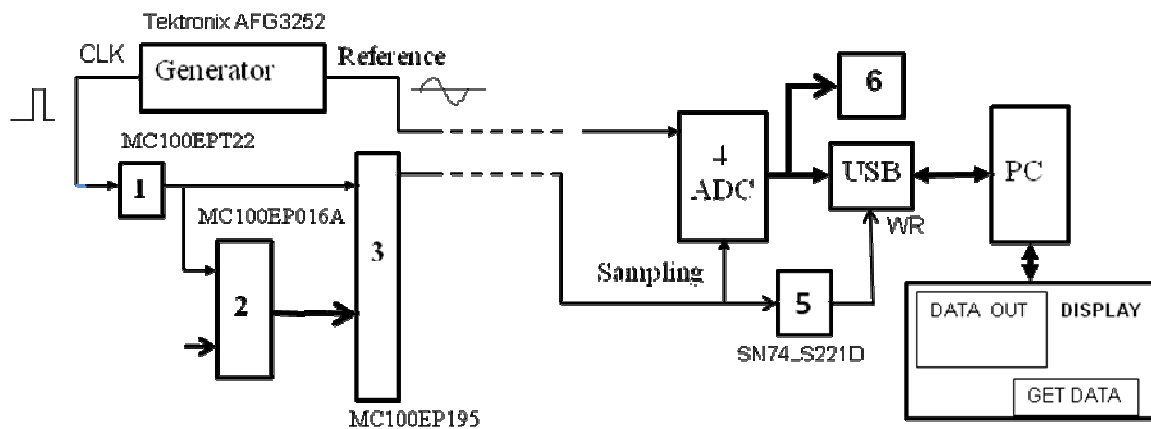 Tektronix AFG3252
CLK
Generator
Reference
MC100EPT22
1
MC100EP016A
2
3
MC100EP195
4
ADC
6
USB
WR
PC
Sampling
5
SN74_S221D
DATA OUT
DISPLAY
GET DATA